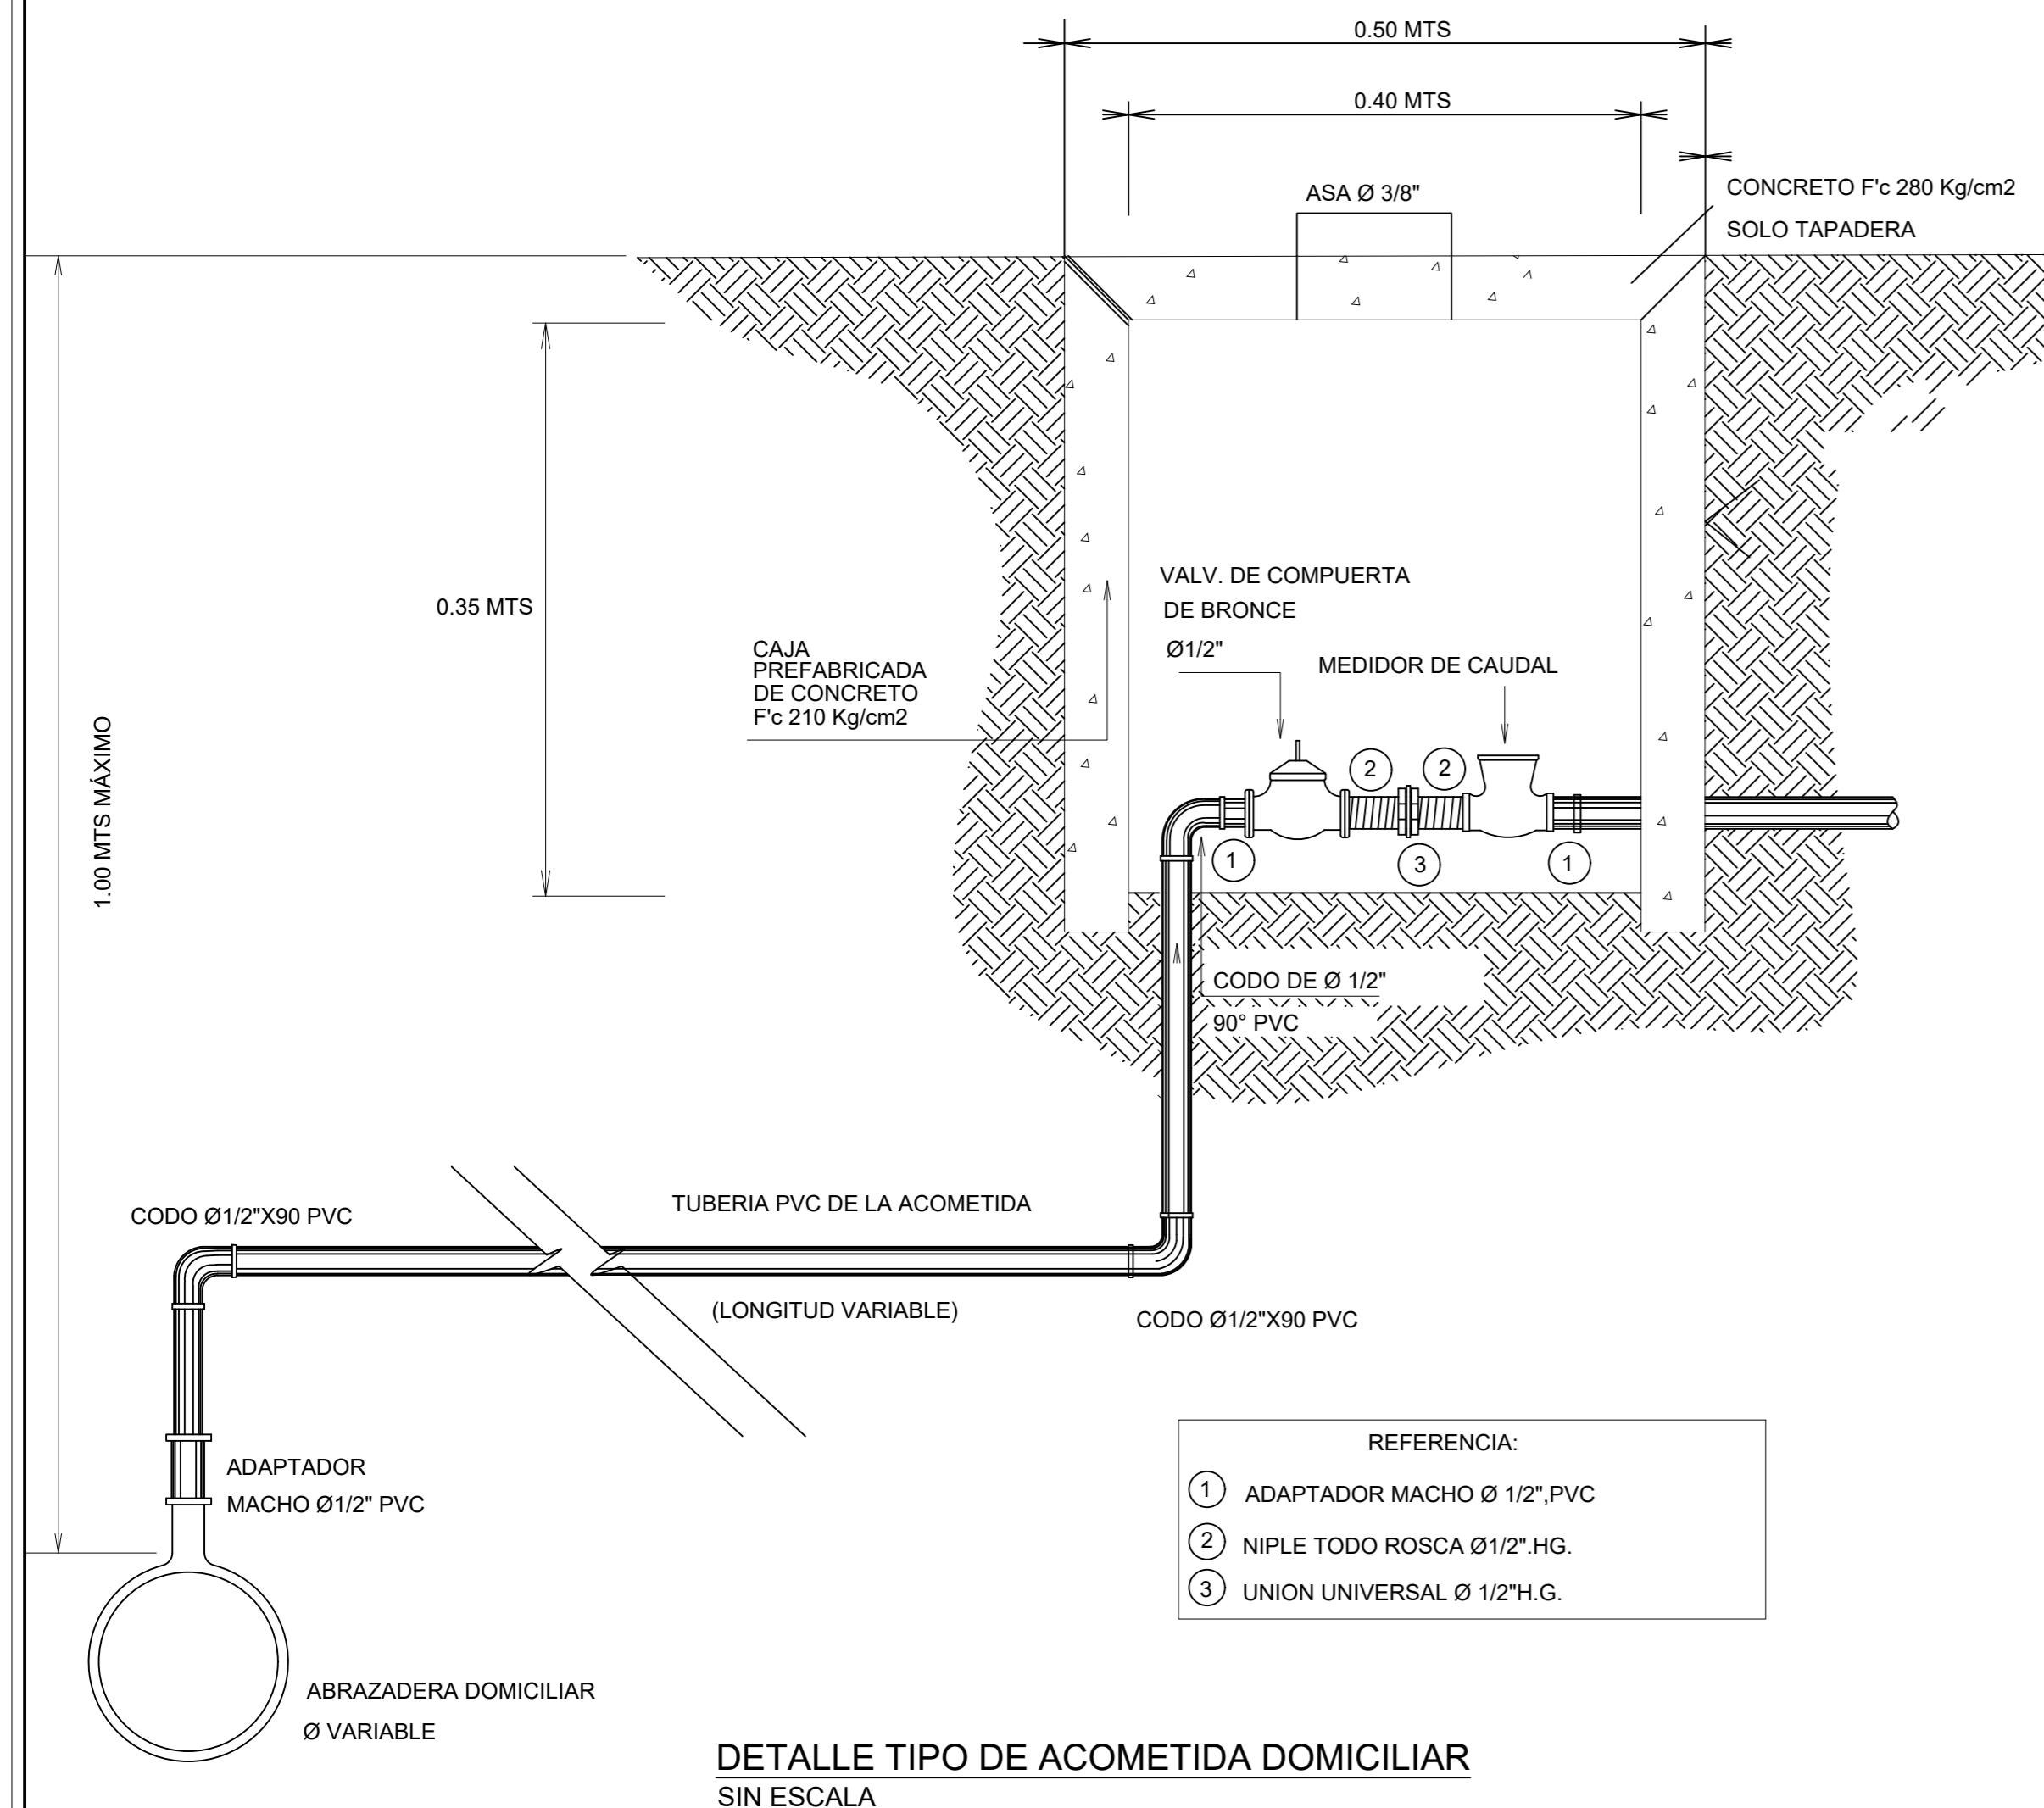 0.50 MTS
0.40 MTS
ASA Ø 3/8"
CONCRETO F'c 280 Kg/cm2
SOLO TAPADERA
0.35 MTS
1.00 MTS MÁXIMO
CAJA
PREFABRICADA
DE CONCRETO
F'c 210 Kg/cm2
VALV. DE COMPUERTA
DE BRONCE
Ø1/2"
MEDIDOR DE CAUDAL
2
2
1
3
1
CODO DE Ø 1/2"
90° PVC
CODO Ø1/2"X90 PVC
TUBERIA PVC DE LA ACOMETIDA
(LONGITUD VARIABLE)
CODO Ø1/2"X90 PVC
ADAPTADOR
MACHO Ø1/2" PVC
ABRAZADERA DOMICILIAR
Ø VARIABLE
REFERENCIA:
1 ADAPTADOR MACHO Ø 1/2",PVC
2 NIPLE TODO ROSCA Ø1/2".HG.
3 UNION UNIVERSAL Ø 1/2"H.G.
DETALLE TIPO DE ACOMETIDA DOMICILIAR
SIN ESCALA